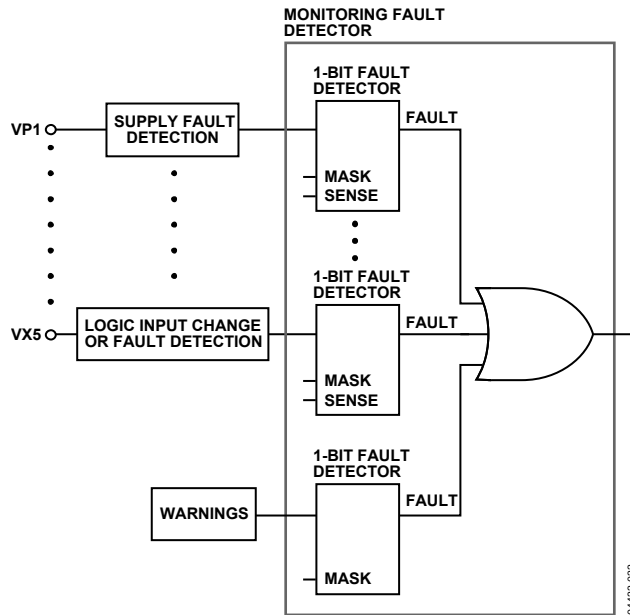 MONITORING FAULT
DETECTOR
1-BIT FAULT
DETECTOR
VP1
SUPPLY FAULT
DETECTION
FAULT
MASK
SENSE
1-BIT FAULT
DETECTOR
VX5
LOGIC INPUT CHANGE
OR FAULT DETECTION
FAULT
MASK
SENSE
1-BIT FAULT
DETECTOR
WARNINGS
FAULT
MASK